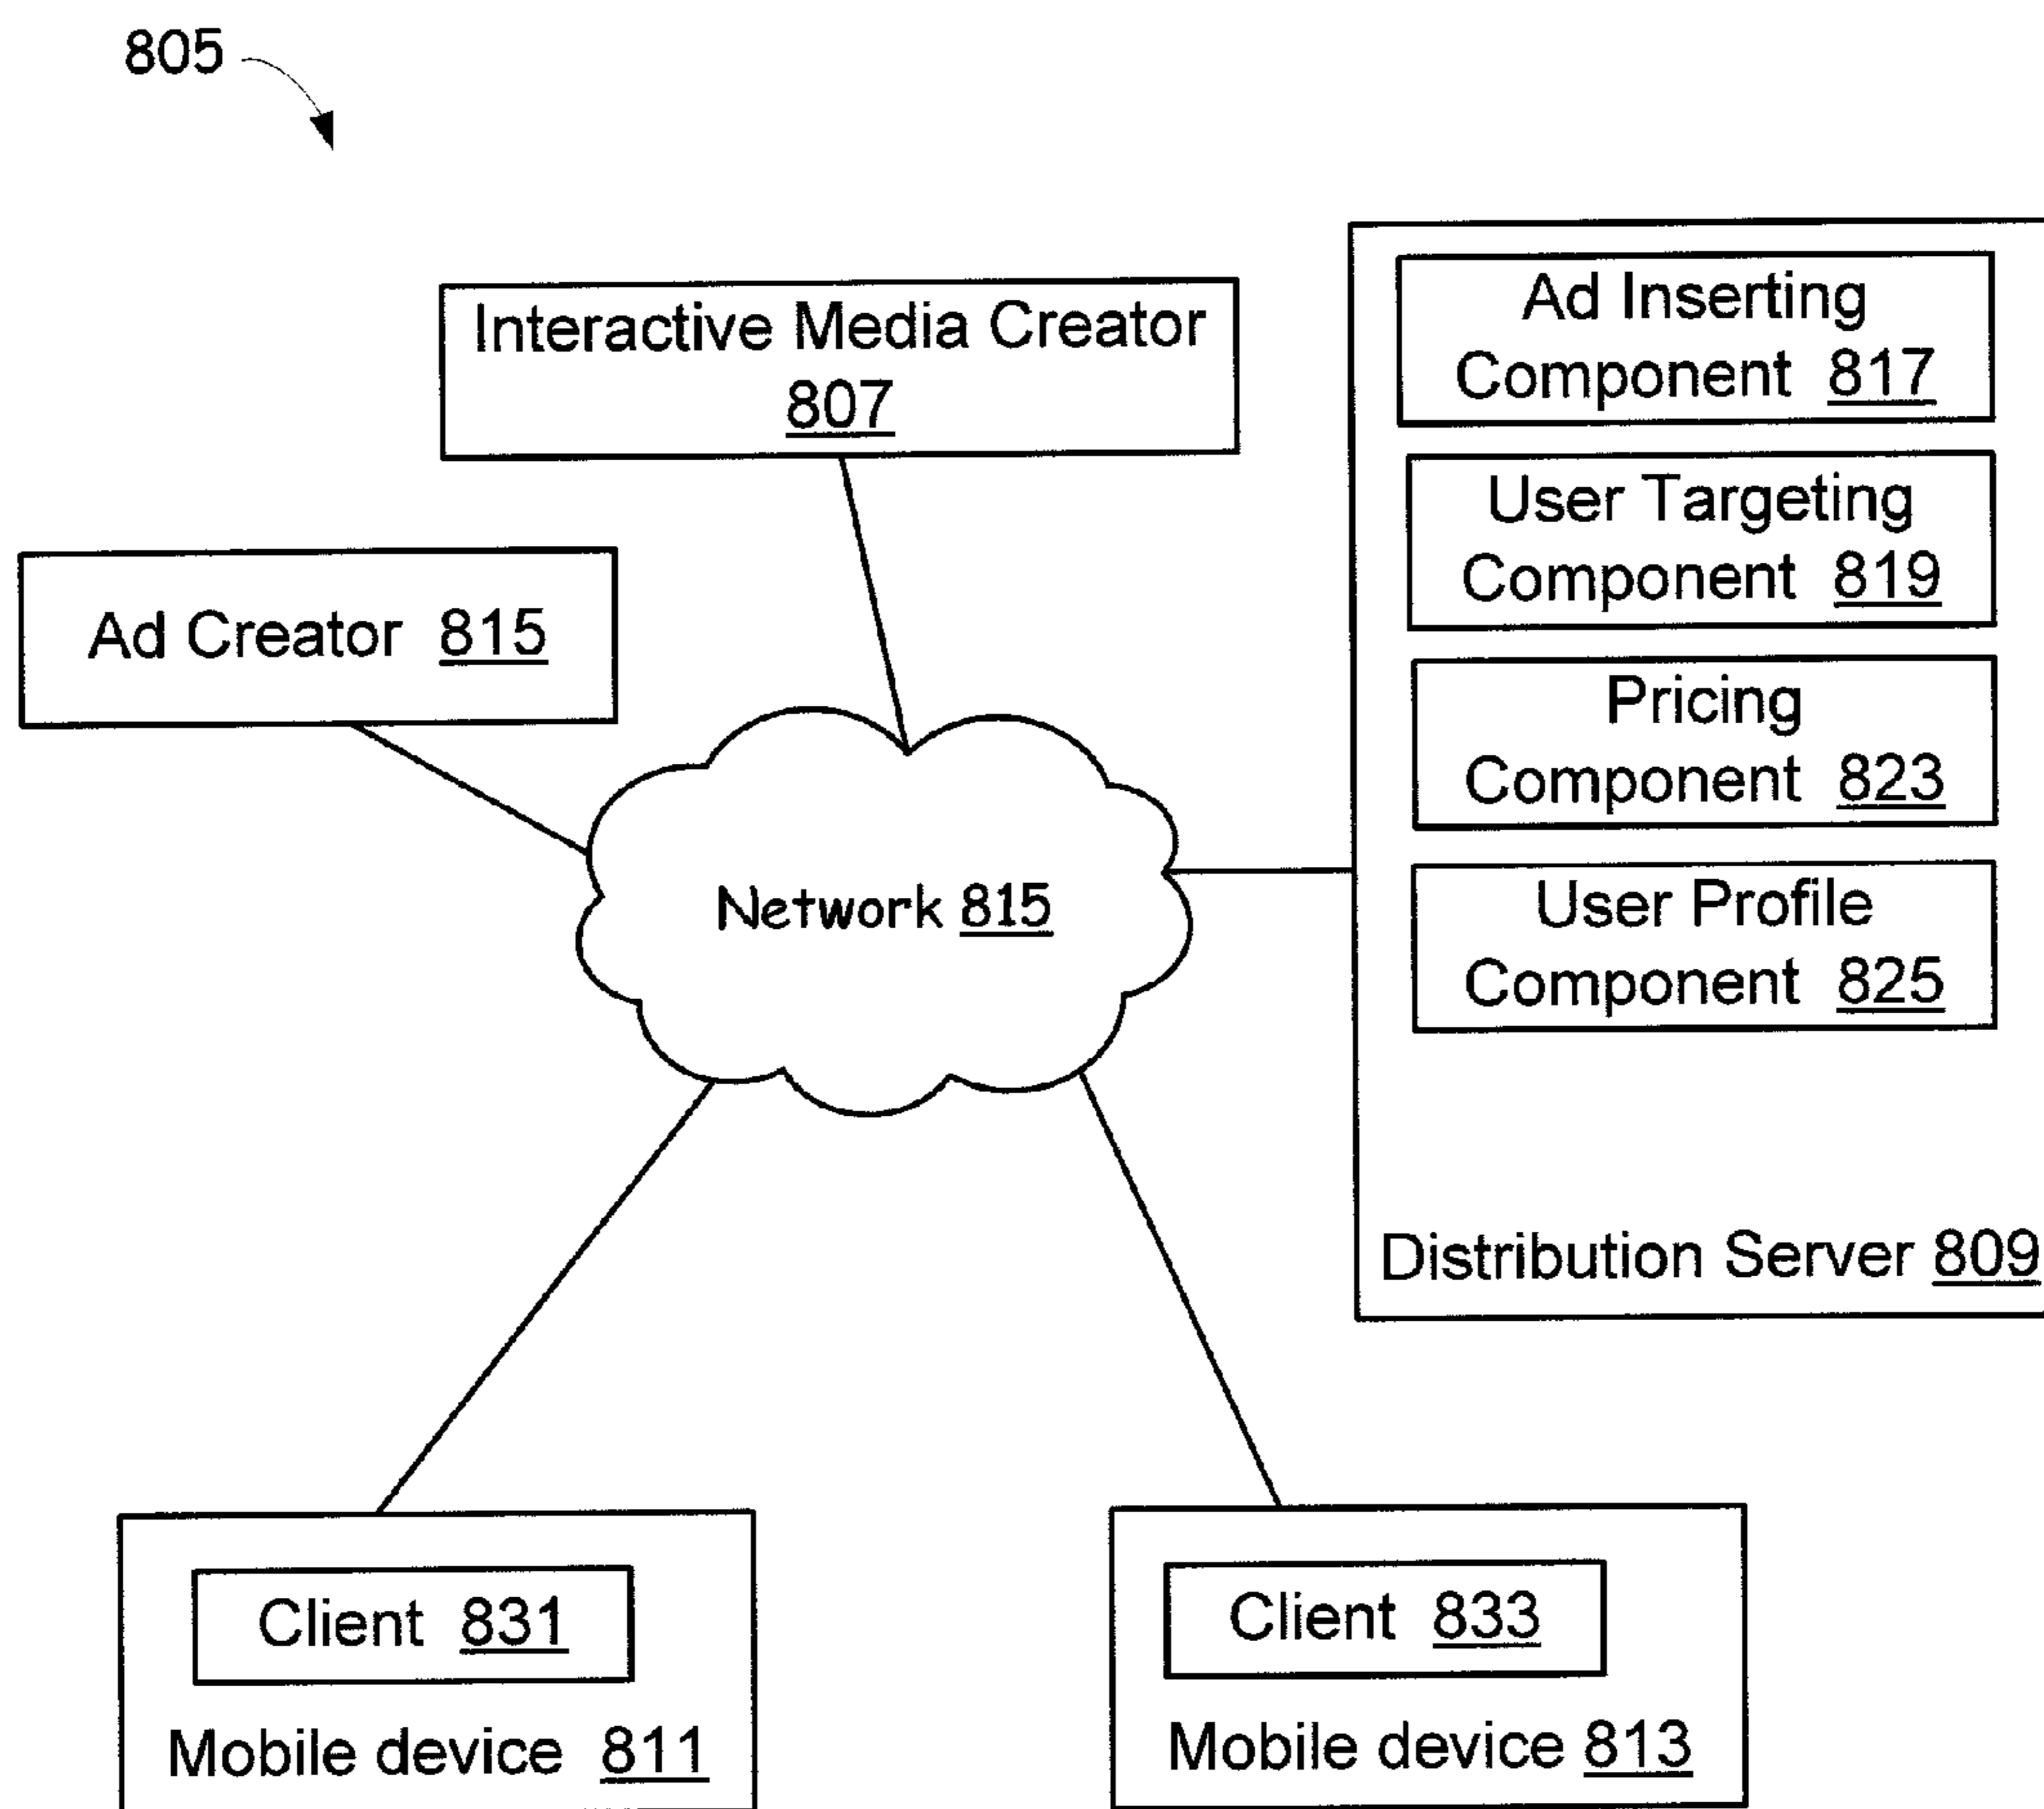 805
Interactive Media Creator
807
Ad Creator 815
Network 815
Ad Inserting
Component 817
User Targeting
Component 819
Pricing
Component 823
User Profile
Component 825
Distribution Server 809
Client 831
Mobile device 811
Client 833
Mobile device 813